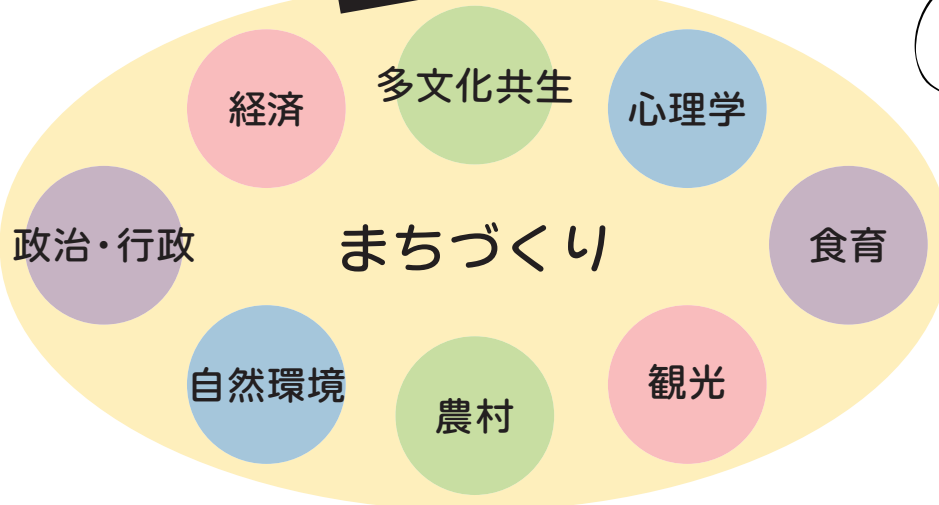 経済
多文化共生
心理学
政治・行政
まちづくり
食育
自然環境
農村
観光